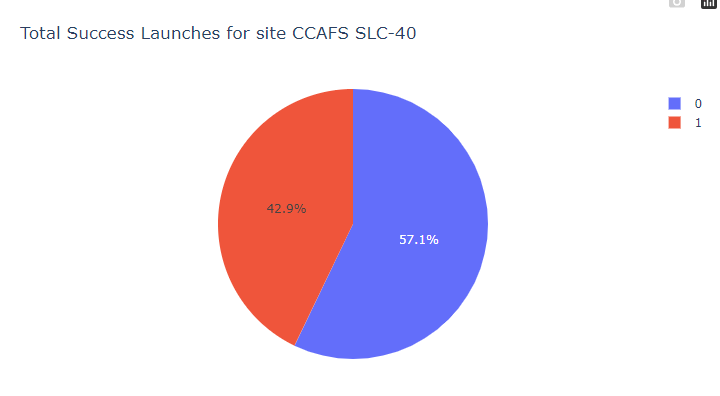 Total Success Launches for site CCAFS SLC-40
0
1
42.9%
57.1%